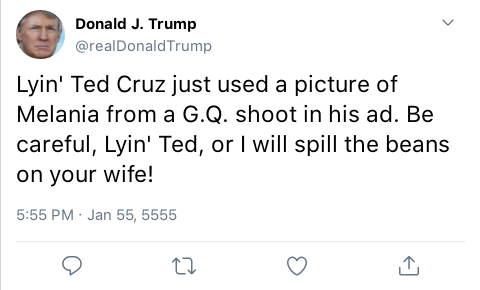 Donald J. Trump
@realDonaldTrump
Lyin' Ted Cruz just used a picture of
Melania from a G.Q. shoot in his ad. Be
careful, Lyin' Ted, or I will spill the beans
on your wife!
5:55 PM · Jan 55, 5555